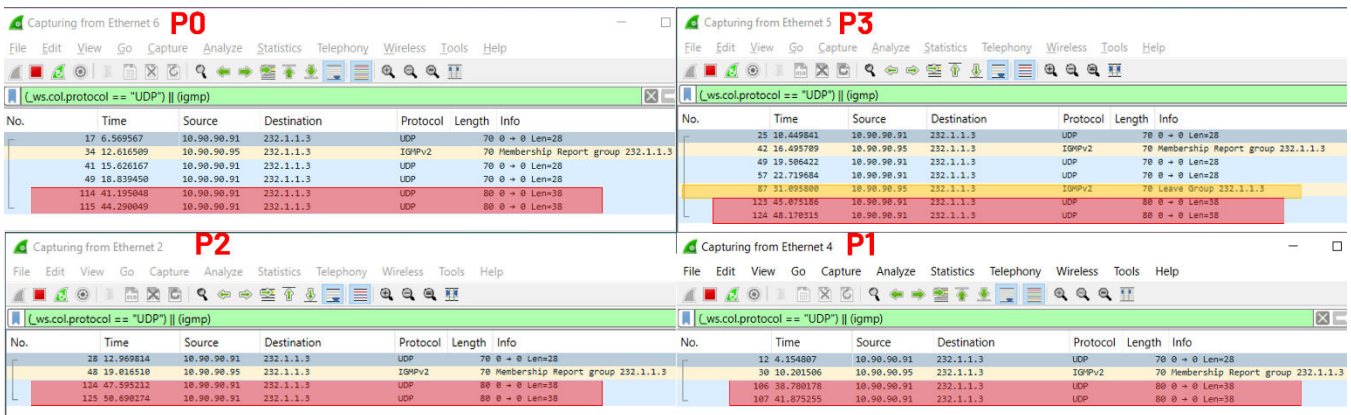 Capturing from Ethernet 6 P0
File Edit View Go Capture Analyze Statistics Telephony Wireless Tools Help
(_ws.col.protocol == "UDP") || (igmp)
No. Time Source Destination Protocol Length Info
17 6.569567 10.90.90.91 232.1.1.3 UDP 70 0 → 0 Len=28
34 12.616509 10.90.90.95 232.1.1.3 IGMPv2 70 Membership Report group 232.1.1.3
41 15.626167 10.90.90.91 232.1.1.3 UDP 70 0 → 0 Len=28
49 18.839450 10.90.90.91 232.1.1.3 UDP 70 0 → 0 Len=28
114 41.195048 10.90.90.91 232.1.1.3 UDP 80 0 → 0 Len=38
115 44.290049 10.90.90.91 232.1.1.3 UDP 80 0 → 0 Len=38
Capturing from Ethernet 5 P3
File Edit View Go Capture Analyze Statistics Telephony Wireless Tools Help
(_ws.col.protocol == "UDP") || (igmp)
No. Time Source Destination Protocol Length Info
25 10.449841 10.90.90.91 232.1.1.3 UDP 70 0 → 0 Len=28
42 16.495709 10.90.90.95 232.1.1.3 IGMPv2 70 Membership Report group 232.1.1.3
49 19.506422 10.90.90.91 232.1.1.3 UDP 70 0 → 0 Len=28
57 22.719684 10.90.90.91 232.1.1.3 UDP 70 0 → 0 Len=28
87 31.095800 10.90.90.95 232.1.1.3 IGMPv2 70 Leave Group 232.1.1.3
123 45.075186 10.90.90.91 232.1.1.3 UDP 80 0 → 0 Len=38
124 48.170315 10.90.90.91 232.1.1.3 UDP 80 0 → 0 Len=38
Capturing from Ethernet 2 P2
File Edit View Go Capture Analyze Statistics Telephony Wireless Tools Help
(_ws.col.protocol == "UDP") || (igmp)
No. Time Source Destination Protocol Length Info
28 12.969814 10.90.90.91 232.1.1.3 UDP 70 0 → 0 Len=28
48 19.016510 10.90.90.95 232.1.1.3 IGMPv2 70 Membership Report group 232.1.1.3
124 47.595212 10.90.90.91 232.1.1.3 UDP 80 0 → 0 Len=38
125 50.690274 10.90.90.91 232.1.1.3 UDP 80 0 → 0 Len=38
Capturing from Ethernet 4 P1
File Edit View Go Capture Analyze Statistics Telephony Wireless Tools Help
(_ws.col.protocol == "UDP") || (igmp)
No. Time Source Destination Protocol Length Info
12 4.154807 10.90.90.91 232.1.1.3 UDP 70 0 → 0 Len=28
30 10.201506 10.90.90.95 232.1.1.3 IGMPv2 70 Membership Report group 232.1.1.3
106 38.780178 10.90.90.91 232.1.1.3 UDP 80 0 → 0 Len=38
107 41.875255 10.90.90.91 232.1.1.3 UDP 80 0 → 0 Len=38